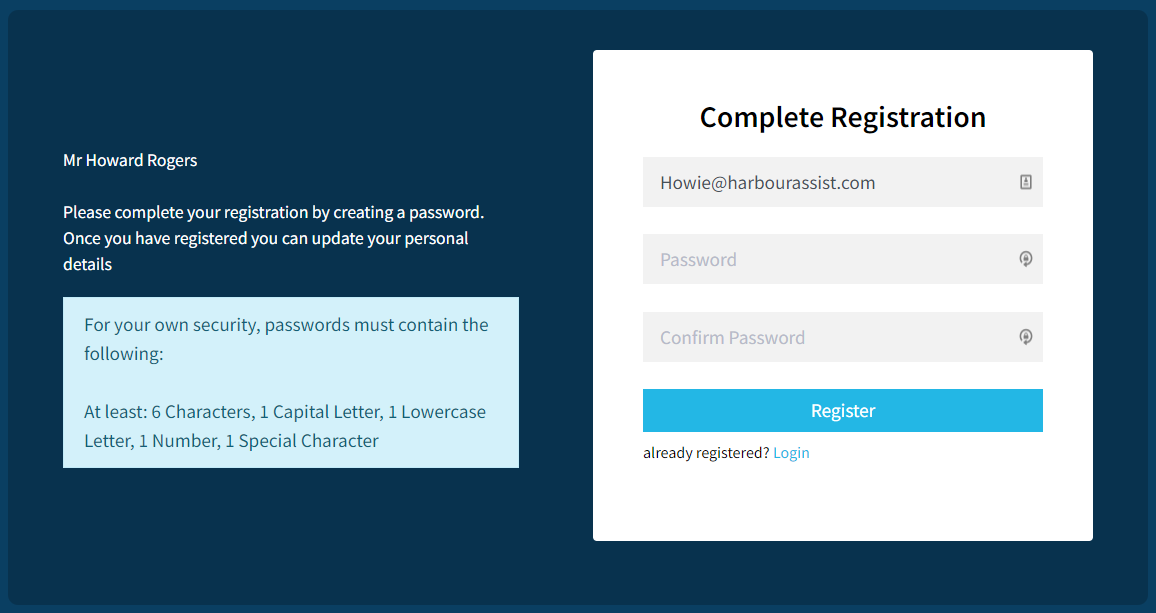 Mr Howard Rogers
Please complete your registration by creating a password.
Once you have registered you can update your personal
details
For your own security, passwords must contain the
following:
At least: 6 Characters, 1 Capital Letter, 1 Lowercase
Letter, 1 Number, 1 Special Character
Complete Registration
Howie@harbourassist.com
Password
Confirm Password
Register
already registered? Login